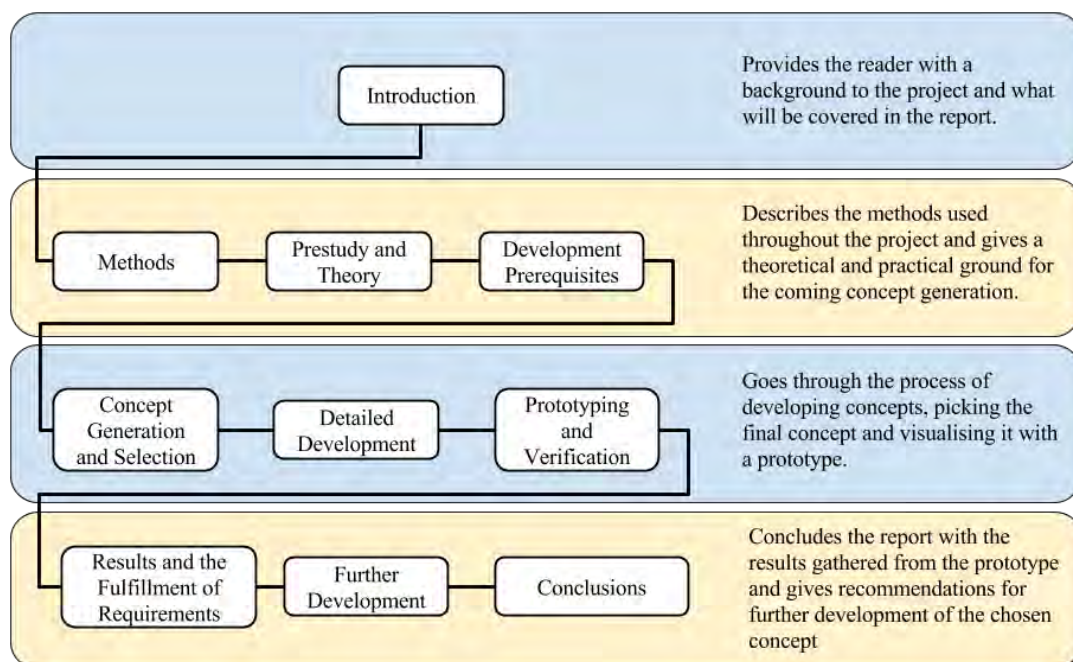 Introduction
Provides the reader with a
background to the project and what
will be covered in the report.
Methods
Prestudy and
Theory
Development
Prerequisites
Describes the methods used
throughout the project and gives a
theoretical and practical ground for
the coming concept generation.
Concept
Generation
and Selection
Detailed
Development
Prototyping
and
Verification
Goes through the process of
developing concepts, picking the
final concept and visualising it with
a prototype.
Results and the
Fulfillment of
Requirements
Further
Development
Conclusions
Concludes the report with the
results gathered from the prototype
and gives recommendations for
further development of the chosen
concept